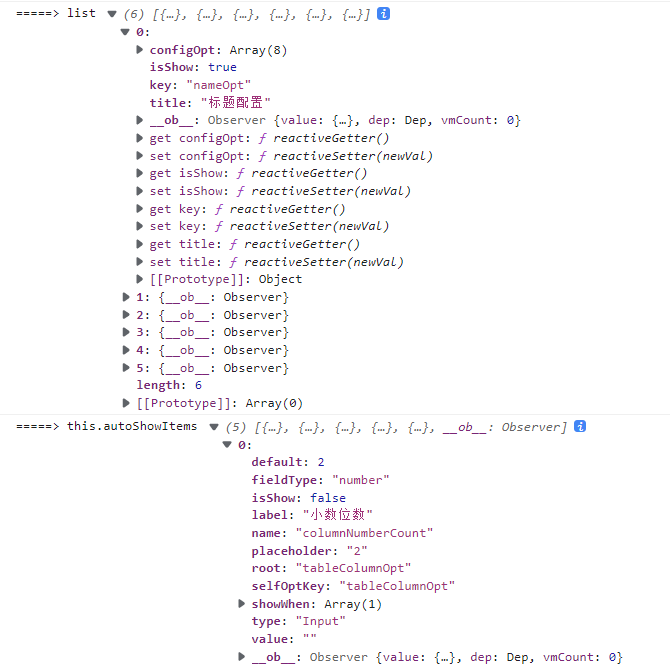 =====> list ▼ (6) [{…}, {…}, {…}, {…}, {…}, {…}] i
▼ 0:
▶ configOpt: Array(8)
isShow: true
key: "nameOpt"
title: "标题配置"
▶ __ob__: Observer {value: {…}, dep: Dep, vmCount: 0}
▶ get configOpt: ƒ reactiveGetter()
▶ set configOpt: ƒ reactiveSetter(newVal)
▶ get isShow: ƒ reactiveGetter()
▶ set isShow: ƒ reactiveSetter(newVal)
▶ get key: ƒ reactiveGetter()
▶ set key: ƒ reactiveSetter(newVal)
▶ get title: ƒ reactiveGetter()
▶ set title: ƒ reactiveSetter(newVal)
▶ [[Prototype]]: Object
▶ 1: {__ob__: Observer}
▶ 2: {__ob__: Observer}
▶ 3: {__ob__: Observer}
▶ 4: {__ob__: Observer}
▶ 5: {__ob__: Observer}
length: 6
▶ [[Prototype]]: Array(0)
=====> this.autoShowItems ▼ (5) [{…}, {…}, {…}, {…}, {…}, __ob__: Observer] i
▼ 0:
default: 2
fieldType: "number"
isShow: false
label: "小数位数"
name: "columnNumberCount"
placeholder: "2"
root: "tableColumnOpt"
selfOptKey: "tableColumnOpt"
▶ showWhen: Array(1)
type: "Input"
value: ""
▶ __ob__: Observer {value: {…}, dep: Dep, vmCount: 0}